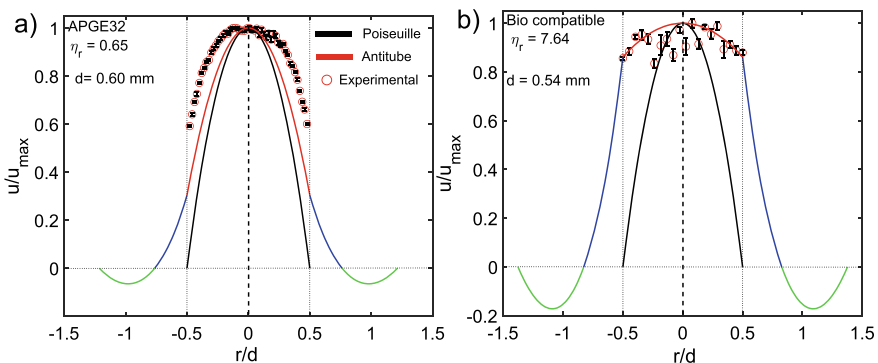 a)
APGE32
η_r = 0.65
d= 0.60 mm
Poiseuille
Antitube
Experimental
u/u_max
1
0.8
0.6
0.4
0.2
0
-1.5 -1 -0.5 0 0.5 1 1.5
r/d
b)
Bio compatible
η_r = 7.64
d = 0.54 mm
u/u_max
1
0.8
0.6
0.4
0.2
0
-0.2
-1.5 -1 -0.5 0 0.5 1 1.5
r/d